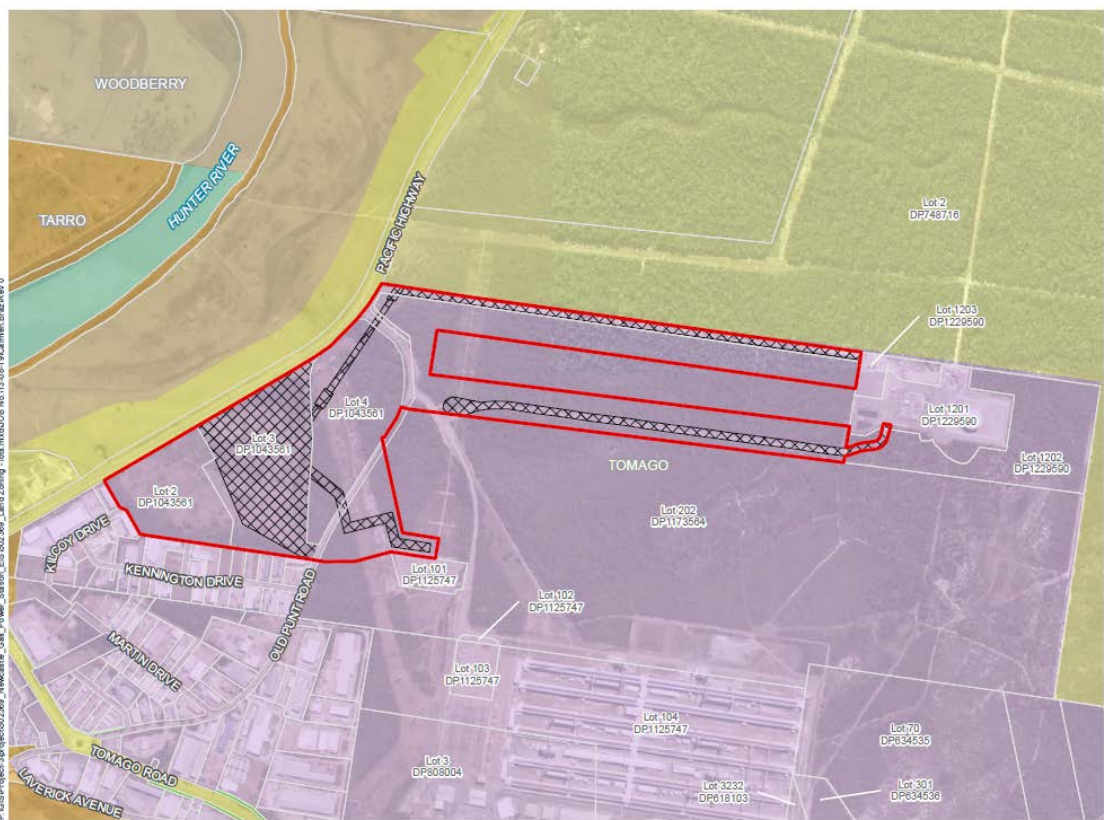 WOODBERRY
HUNTER RIVER
TARRO
PACIFIC HIGHWAY
Lot 2
DP748716
Lot 1203
DP1229590
Lot 4
DP1043561
Lot 3
DP1043561
Lot 1201
DP1229590
TOMAGO
Lot 1202
DP1229590
Lot 2
DP1043561
Lot 202
DP1173564
KILCOY DRIVE
KENNINGTON DRIVE
Lot 101
DP1125747
OLD PUNT ROAD
Lot 102
DP1125747
MARTIN DRIVE
Lot 103
DP1125747
Lot 104
DP1125747
Lot 70
DP634535
TOMAGO ROAD
Lot 3
DP808004
Lot 3232
DP618103
Lot 301
DP634536
LAVERICK AVENUE